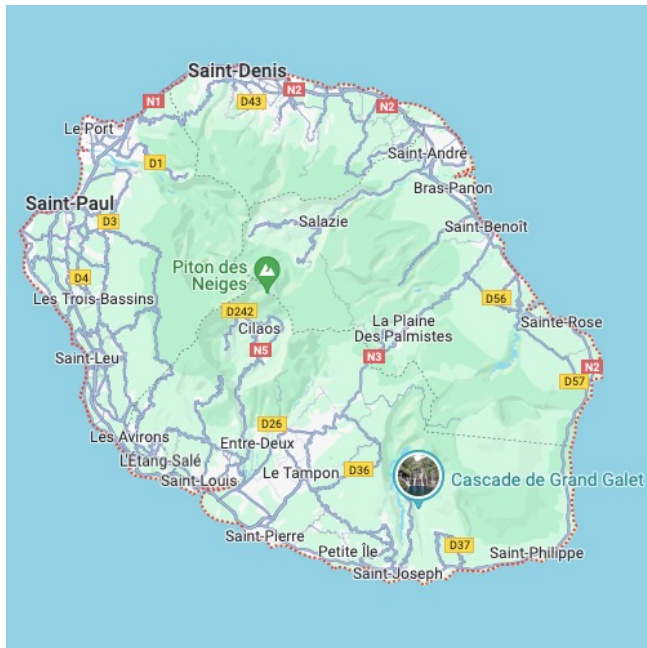 Saint-Denis
N2
N1
D43
N2
Le Port
Saint-André
D1
Bras-Panon
Saint-Paul
D3
Salazie
Saint-Benoît
Piton des
Neiges
D4
Les Trois-Bassins
D56
D242
Cilaos
La Plaine
Des Palmistes
Sainte-Rose
N5
N3
Saint-Leu
N2
D57
D26
Les Avirons
Entre-Deux
L'Étang-Salé
Le Tampon
D36
Cascade de Grand Galet
Saint-Louis
Saint-Pierre
Petite Île
D37
Saint-Philippe
Saint-Joseph